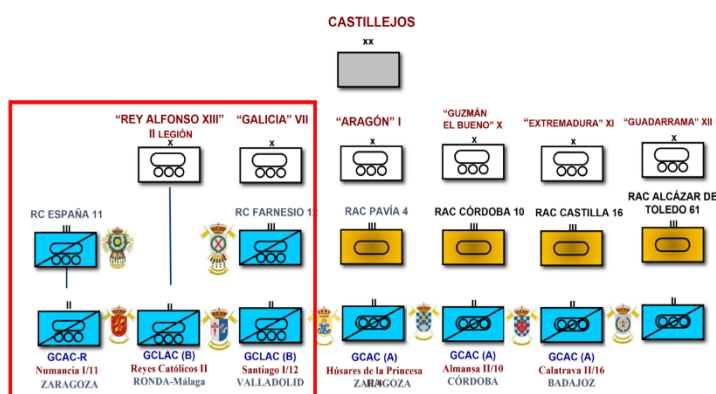 CASTILLEJOS
xx
"REY ALFONSO XIII"
II LEGIÓN
"GALICIA" VII
"ARAGÓN" I
"GUZMÁN
EL BUENO" X
"EXTREMADURA" XI
"GUADARRAMA" XII
X
X
X
X
X
X
RC ESPAÑA 11
RC FARNESIO 12
RAC PAVÍA 4
RAC CÓRDOBA 10
RAC CASTILLA 16
RAC ALCÁZAR DE
TOLEDO 61
III
III
III
III
III
III
II
II
II
II
II
II
II
GCAC-R
Numancia I/11
ZARAGOZA
GCLAC (B)
Reyes Católicos II
RONDA-Málaga
GCLAC (B)
Santiago I/12
VALLADOLID
GCAC (A)
Húsares de la Princesa
ZARAGOZA
GCAC (A)
Almansa II/10
CÓRDOBA
GCAC (A)
Calatrava II/16
BADAJOZ